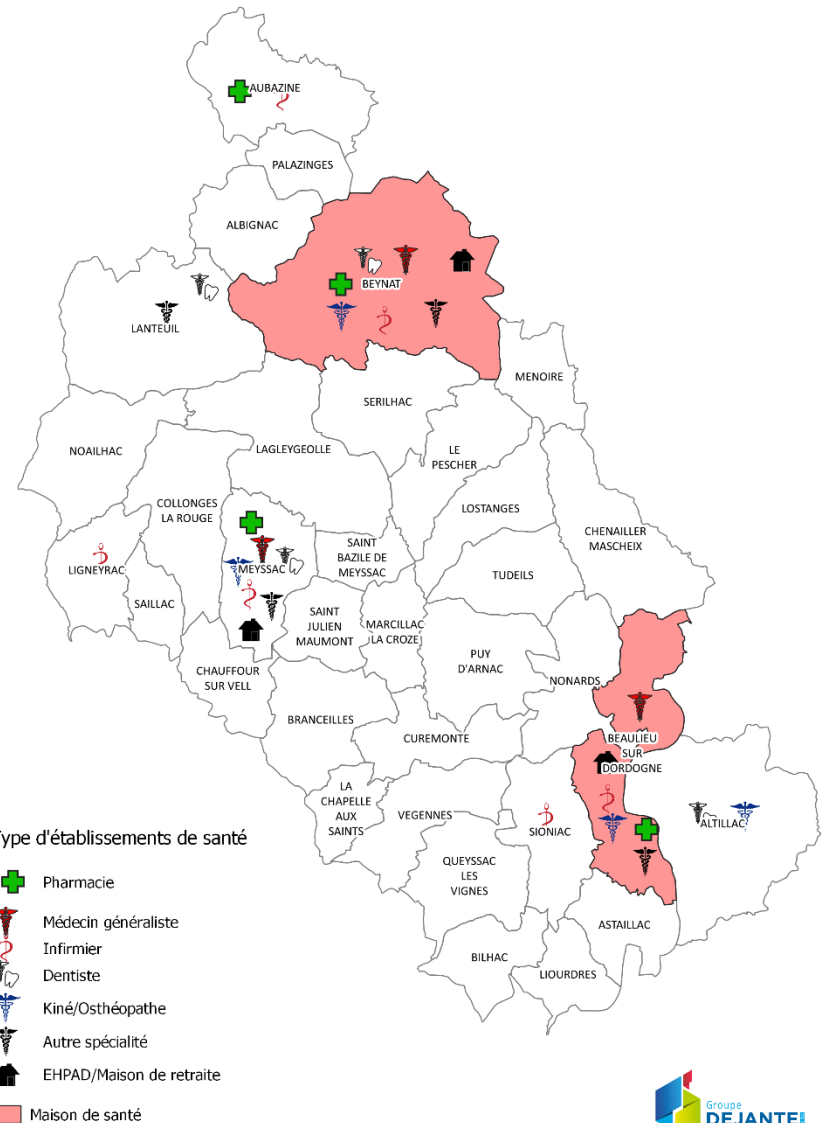 AUBAZINE
PALAZINGES
ALBIGNAC
BEYNAT
LANTEUIL
MENOIRE
SERILHAC
NOAILHAC
LAGLEYGEOLLE
LE
PESCHER
COLLONGES
LA ROUGE
LOSTANGES
CHENAILLER
MASCHEIX
SAINT
BAZILE DE
MEYSSAC
LIGNEYRAC
MEYSSAC
TUDEILS
SAILLAC
SAINT
JULIEN
MAUMONT
MARCILLAC
LA CROZE
PUY
D'ARNAC
CHAUFFOUR
SUR VELL
NONARDS
BRANCEILLES
CUREMONTE
BEAULIEU
SUR
DORDOGNE
LA
CHAPELLE
AUX
SAINTS
VEGENNES
SIONIAC
ALTILLAC
QUEYSSAC
LES
VIGNES
ASTAILLAC
BILHAC
LIOURDRES
Type d'établissements de santé
Pharmacie
Médecin généraliste
Infirmier
Dentiste
Kiné/Osthéopathe
Autre spécialité
EHPAD/Maison de retraite
Maison de santé
Groupe
DEJANTE